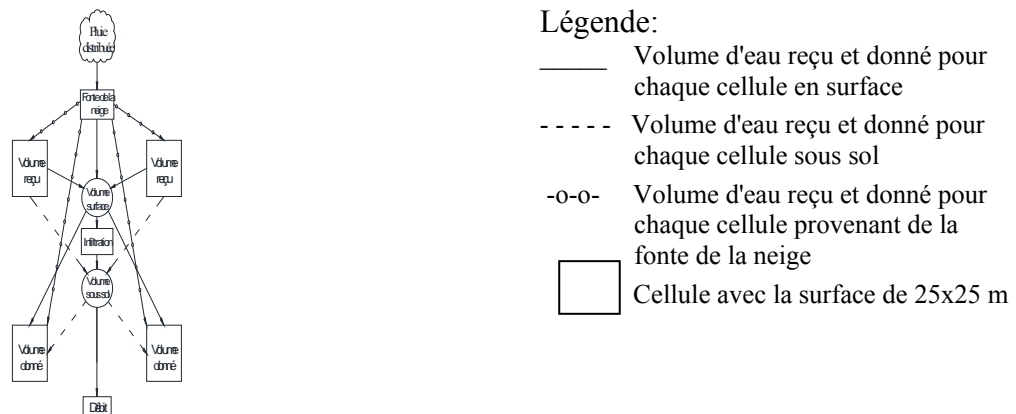 Pluie
distribuée
Fonte de la
neige
Volume
reçu
Volume
reçu
Volume
surface
Infiltration
Volume
sous sol
Volume
donné
Volume
donné
Débit
Légende:
Volume d'eau reçu et donné pour
chaque cellule en surface
Volume d'eau reçu et donné pour
chaque cellule sous sol
-o-o- Volume d'eau reçu et donné pour
chaque cellule provenant de la
fonte de la neige
Cellule avec la surface de 25x25 m